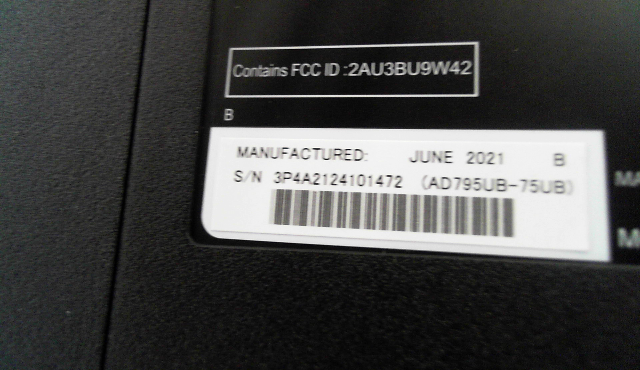 Contains FCC ID :2AU3BU9W42
B
MANUFACTURED: JUNE 2021 B
S/N 3P4A2124101472 (AD795UB-75UB)